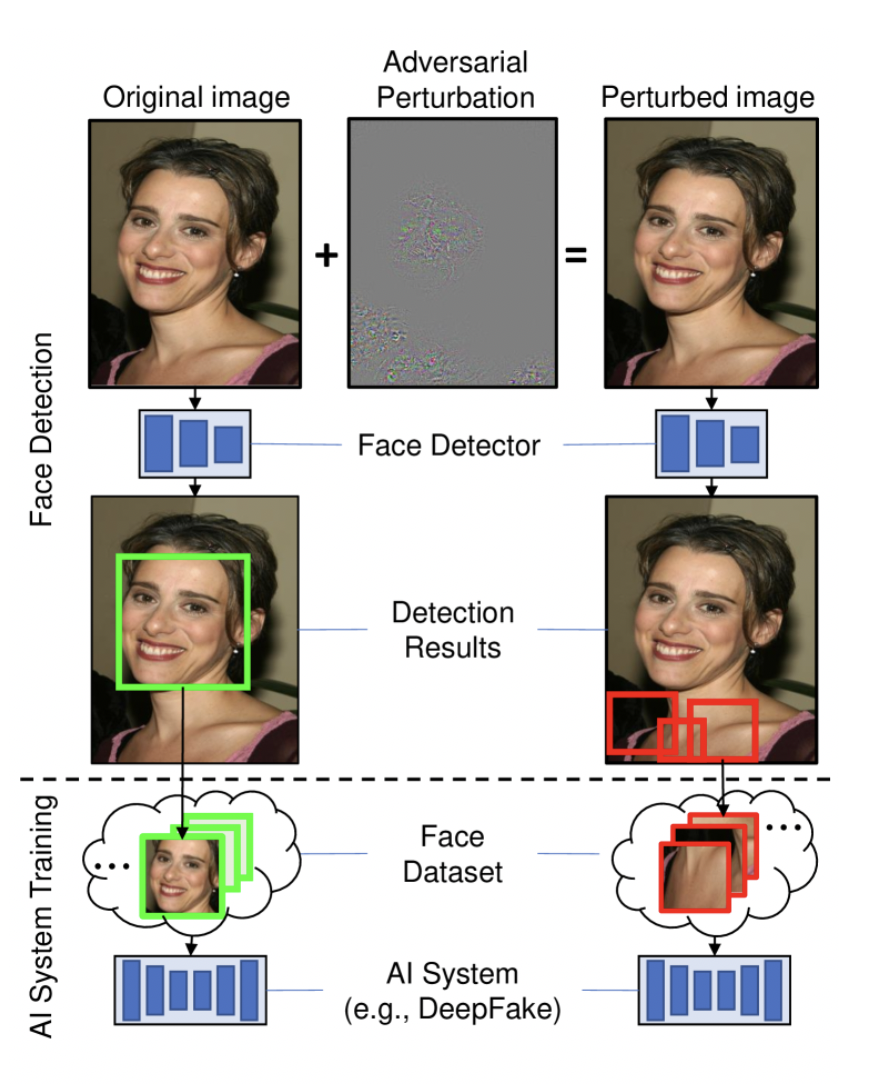 Original image
Adversarial
Perturbation
Perturbed image
+
=
Face Detection
Face Detector
Detection
Results
AI System Training
...
Face
Dataset
...
AI System
(e.g., DeepFake)